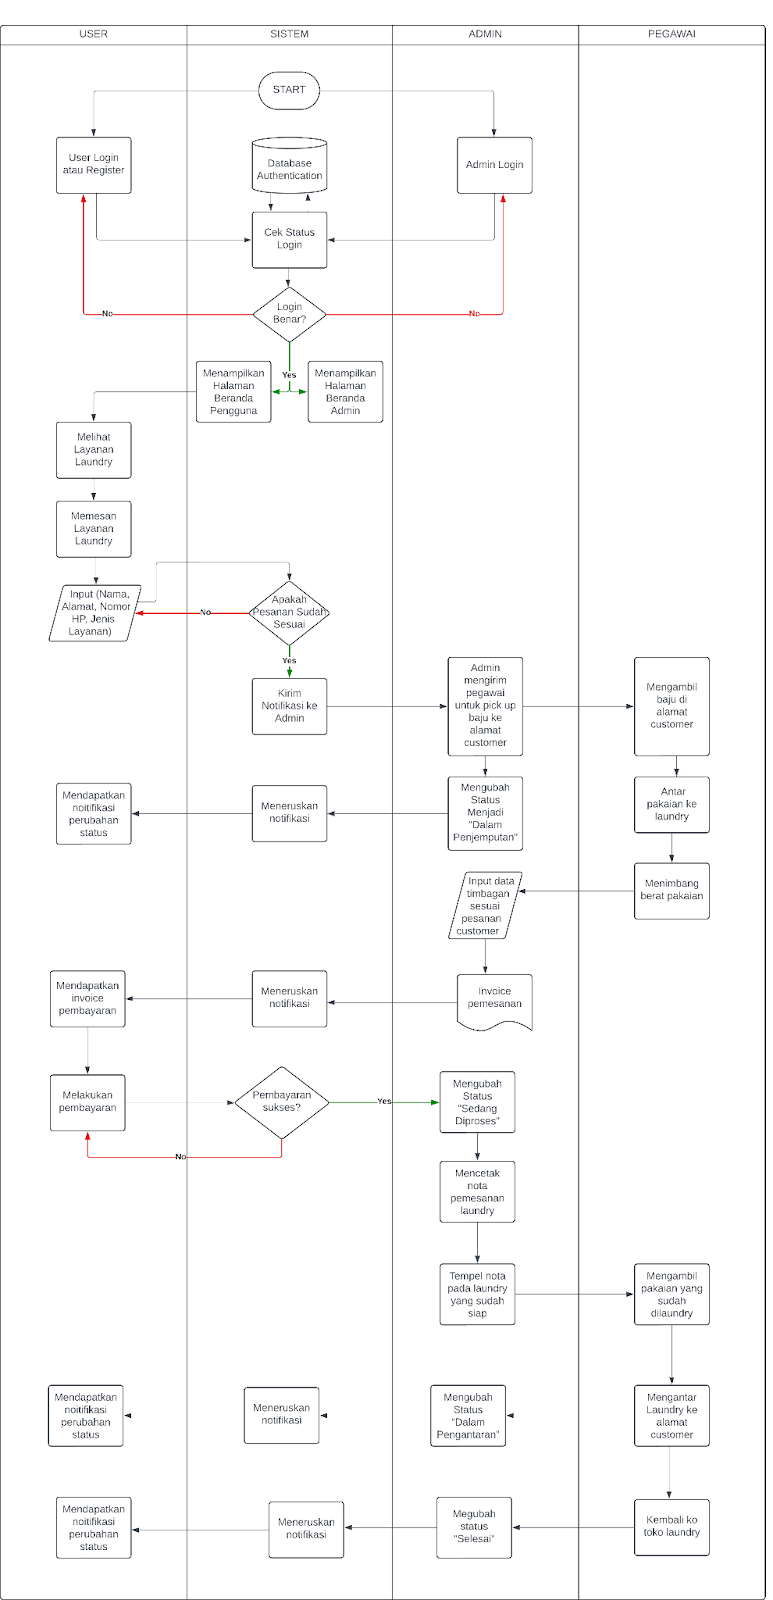 USER
SISTEM
ADMIN
PEGAWAI
START
User Login
atau Register
Database
Authentication
Admin Login
Cek Status
Login
Login
Benar?
No
No
Yes
Menampilkan
Halaman
Beranda
Pengguna
Menampilkan
Halaman
Beranda
Admin
Melihat
Layanan
Laundry
Memesan
Layanan
Laundry
Input (Nama,
Alamat, Nomor
HP, Jenis
Layanan)
No
Apakah
Pesanan Sudah
Sesuai
Yes
Kirim
Notifikasi ke
Admin
Admin
mengirim
pegawai
untuk pick up
baju ke
alamat
customer
Mengambil
baju di
alamat
customer
Mendapatkan
noitifikasi
perubahan
status
Meneruskan
notifikasi
Mengubah
Status
Menjadi
"Dalam
Penjemputan"
Antar
pakaian ke
laundry
Input data
timbagan
sesuai
pesanan
customer
Menimbang
berat pakaian
Mendapatkan
invoice
pembayaran
Meneruskan
notifikasi
Invoice
pemesanan
Melakukan
pembayaran
Pembayaran
sukses?
Yes
No
Mengubah
Status
"Sedang
Diproses"
Mencetak
nota
pemesanan
laundry
Tempel nota
pada laundry
yang sudah
siap
Mengambil
pakaian yang
sudah
dilaundry
Mendapatkan
noitifikasi
perubahan
status
Meneruskan
notifikasi
Mengubah
Status
"Dalam
Pengantaran"
Mengantar
Laundry ke
alamat
customer
Mendapatkan
noitifikasi
perubahan
status
Meneruskan
notifikasi
Megubah
status
"Selesai"
Kembali ko
toko laundry